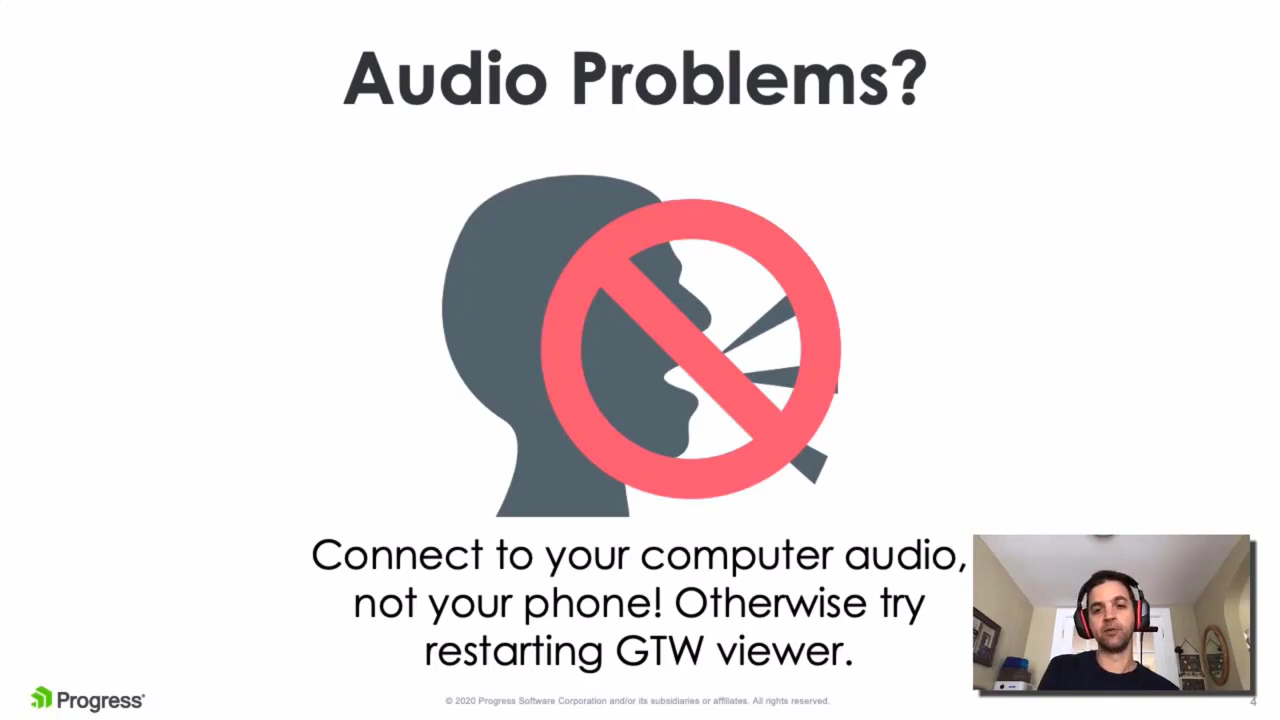 Audio Problems?
Connect to your computer audio,
not your phone! Otherwise try
restarting GTW viewer.
Progress®
© 2020 Progress Software Corporation and/or its subsidiaries or affiliates. All rights reserved.
4